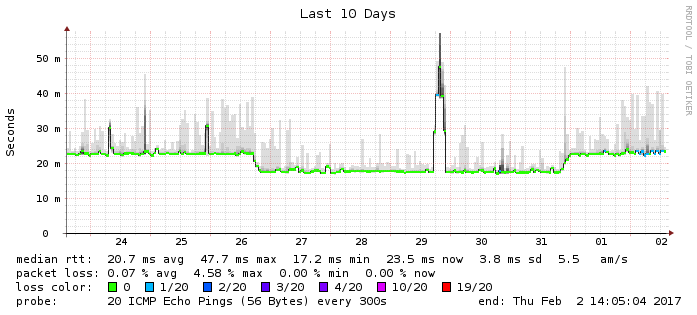 Last 10 Days
RRDTOOL / TOBI OETIKER
Seconds
50 m
40 m
30 m
20 m
10 m
0
24 25 26 27 28 29 30 31 01 02
median rtt: 20.7 ms avg 47.7 ms max 17.2 ms min 23.5 ms now 3.8 ms sd 5.5 am/s
packet loss: 0.07 % avg 4.58 % max 0.00 % min 0.00 % now
loss color: 0 1/20 2/20 3/20 4/20 10/20 19/20
probe: 20 ICMP Echo Pings (56 Bytes) every 300s end: Thu Feb 2 14:05:04 2017